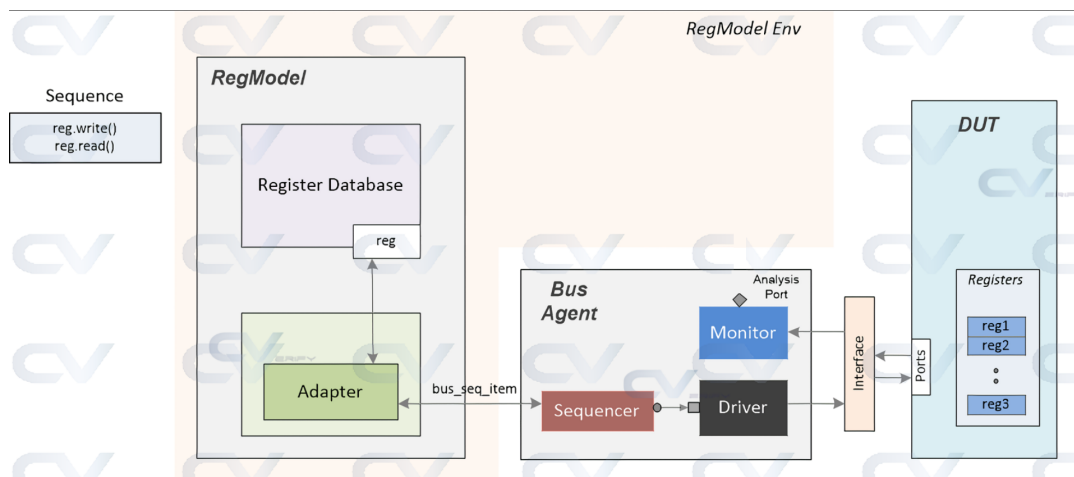 RegModel Env
RegModel
Sequence
reg.write()
reg.read()
Register Database
reg
Adapter
bus_seq_item
Bus
Agent
Analysis
Port
Monitor
Sequencer
Driver
Interface
Ports
DUT
Registers
reg1
reg2
reg3